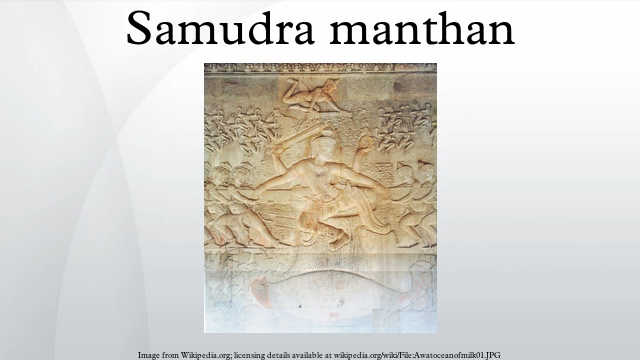 Samudra manthan
Image from Wikipedia.org; licensing details available at wikipedia.org/wiki/File:Awatoceanofmilk01.JPG